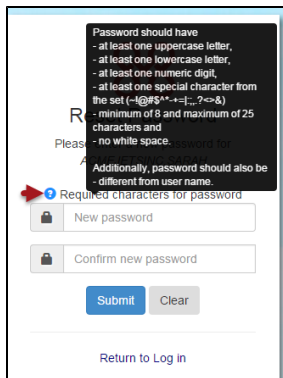 Password should have
- at least one uppercase letter,
- at least one lowercase letter,
- at least one numeric digit,
- at least one special character from
the set (~!@#$^*-+=|:;,.?<>&)
- minimum of 8 and maximum of 25
characters and
- no white space.
Additionally, password should also be
- different from user name.
Required characters for password
New password
Confirm new password
Submit Clear
Return to Log in